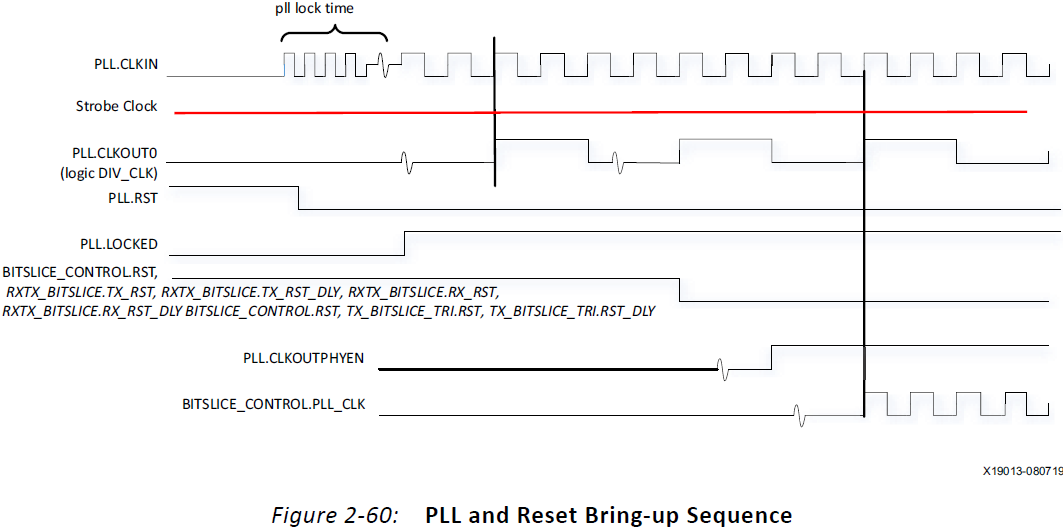 pll lock time
PLL.CLKIN
Strobe Clock
PLL.CLKOUT0
(logic DIV_CLK)
PLL.RST
PLL.LOCKED
BITSLICE_CONTROL.RST,
RXTX_BITSLICE.TX_RST, RXTX_BITSLICE.TX_RST_DLY, RXTX_BITSLICE.RX_RST,
RXTX_BITSLICE.RX_RST_DLY BITSLICE_CONTROL.RST, TX_BITSLICE_TRI.RST, TX_BITSLICE_TRI.RST_DLY
PLL.CLKOUTPHYEN
BITSLICE_CONTROL.PLL_CLK
X19013-080719
Figure 2-60: PLL and Reset Bring-up Sequence